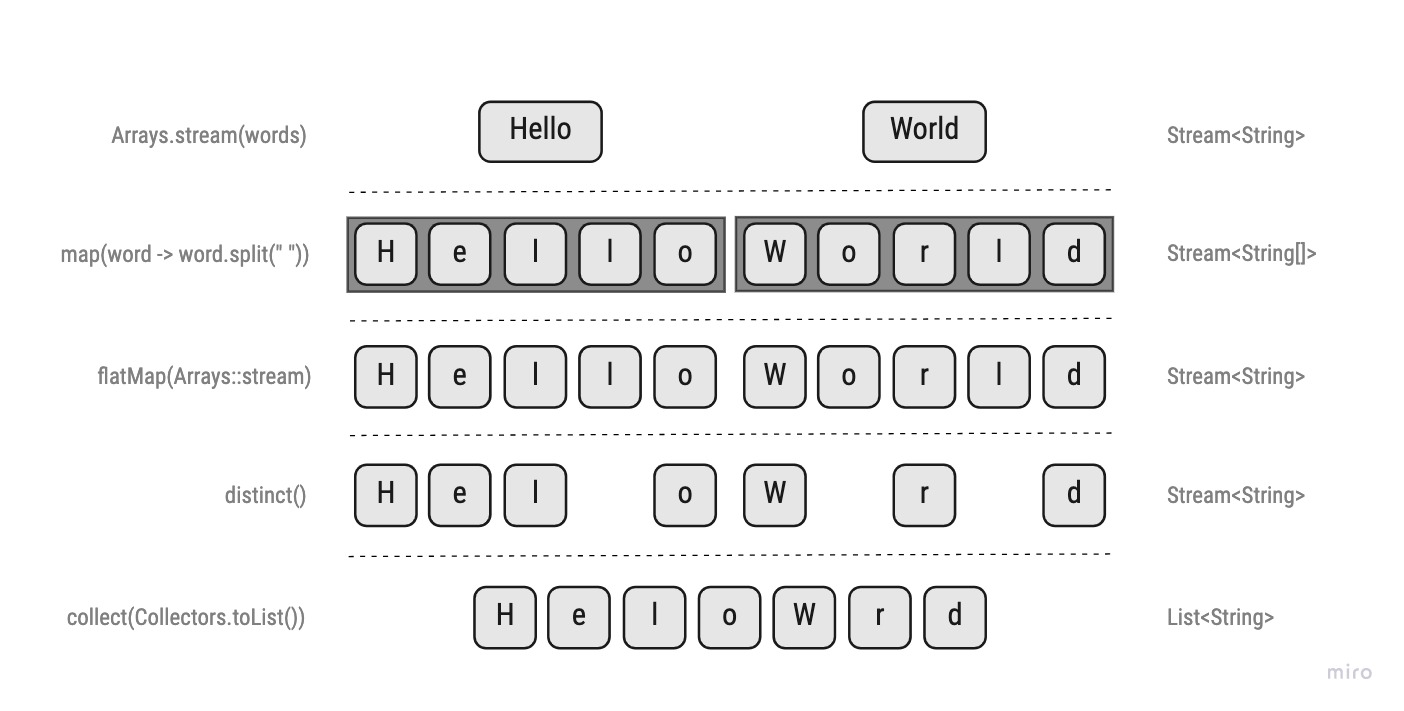 Arrays.stream(words) Hello World Stream<String>
map(word -> word.split(" ")) H e l l o W o r l d Stream<String[]>
flatMap(Arrays::stream) H e l l o W o r l d Stream<String>
distinct() H e l o W r d Stream<String>
collect(Collectors.toList()) H e l o W r d List<String>
miro